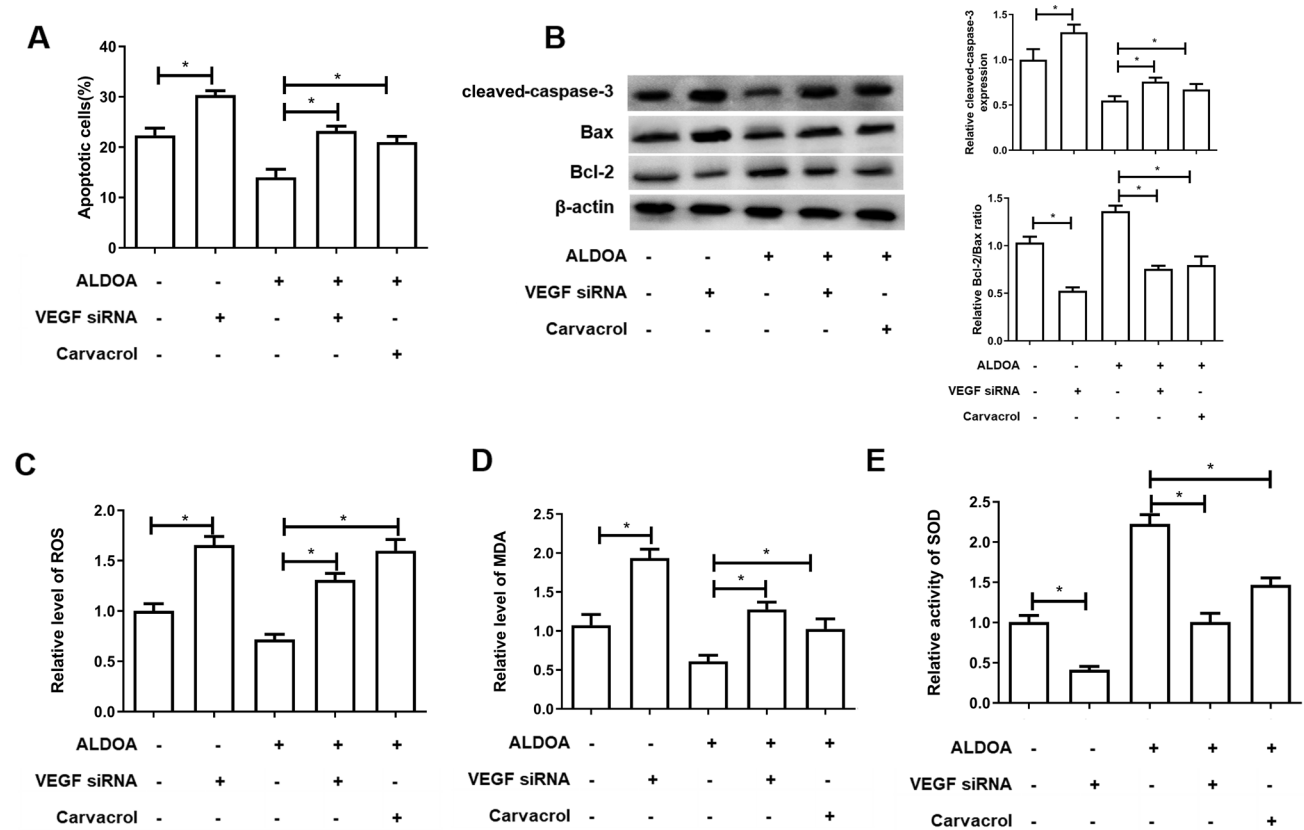 A
Apoptotic cells(%)
40
30
20
10
0
*
*
*
ALDOA - - + + +
VEGF siRNA - + - + -
Carvacrol - - - - +
B
cleaved-caspase-3
Bax
Bcl-2
β-actin
ALDOA - - + + +
VEGF siRNA - + - + -
Carvacrol - - - - +
Relative cleaved-caspase-3
expression
1.5
1.0
0.5
0.0
*
*
*
Relative Bcl-2/Bax ratio
1.5
1.0
0.5
0.0
*
*
*
ALDOA - - + + +
VEGF siRNA - + - + -
Carvacrol - - - - +
C
Relative level of ROS
2.0
1.5
1.0
0.5
0.0
*
*
*
ALDOA - - + + +
VEGF siRNA - + - + -
Carvacrol - - - - +
D
Relative level of MDA
2.5
2.0
1.5
1.0
0.5
0.0
*
*
*
ALDOA - - + + +
VEGF siRNA - + - + -
Carvacrol - - - - +
E
Relative activity of SOD
2.5
2.0
1.5
1.0
0.5
0.0
*
*
*
ALDOA - - + + +
VEGF siRNA - + - + -
Carvacrol - - - - +